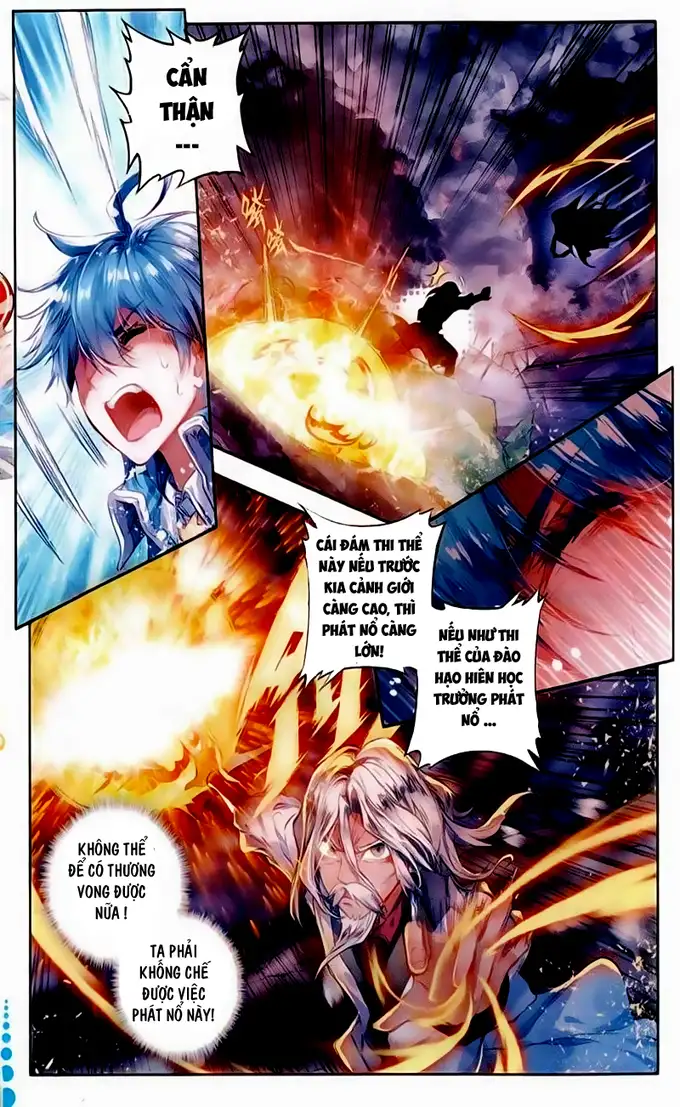 CẨN
THẬN
---
CÁI ĐÁM THI THỂ
NÀY NẾU TRƯỚC
KIA CẢNH GIỚI
CÀNG CAO, THÌ
PHÁT NỔ CÀNG
LỚN!
NẾU NHƯ THI
THỂ CỦA ĐÀO
HẠO HIÊN HỌC
TRƯỞNG PHÁT
NỔ ...
KHÔNG THỂ
ĐỂ CÓ THƯƠNG
VONG ĐƯỢC
NỮA !
TA PHẢI
KHỐNG CHẾ
ĐƯỢC VIỆC
PHÁT NỔ NÀY!